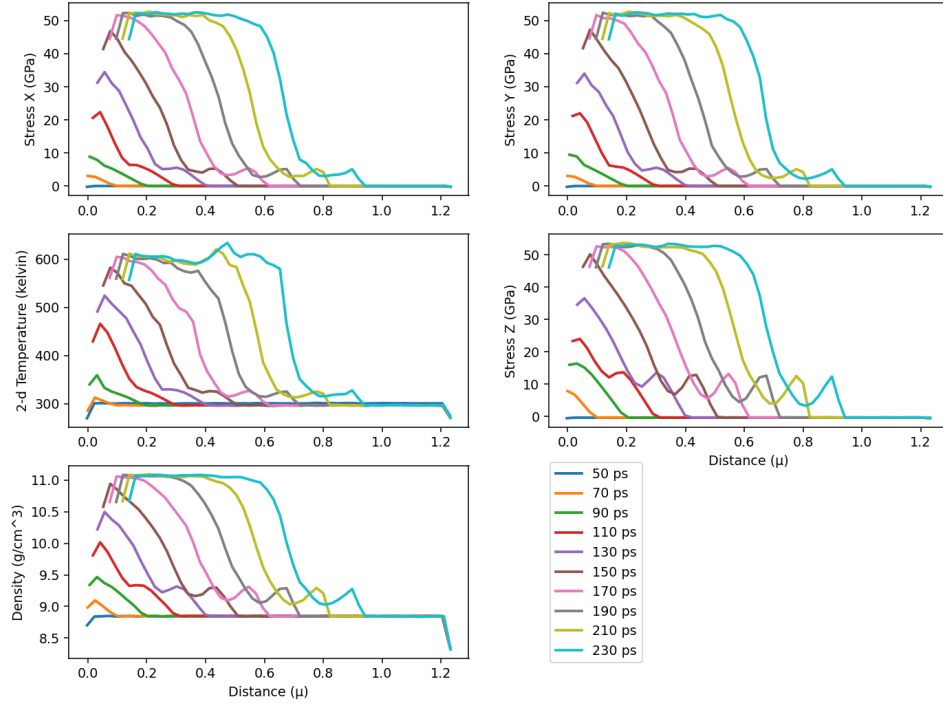 50
40
30
20
10
0
Stress X (GPa)
0.0 0.2 0.4 0.6 0.8 1.0 1.2
50
40
30
20
10
0
Stress Y (GPa)
0.0 0.2 0.4 0.6 0.8 1.0 1.2
600
500
400
300
2-d Temperature (kelvin)
0.0 0.2 0.4 0.6 0.8 1.0 1.2
50
40
30
20
10
0
Stress Z (GPa)
0.0 0.2 0.4 0.6 0.8 1.0 1.2
Distance (μ)
11.0
10.5
10.0
9.5
9.0
8.5
Density (g/cm^3)
0.0 0.2 0.4 0.6 0.8 1.0 1.2
Distance (μ)
50 ps
70 ps
90 ps
110 ps
130 ps
150 ps
170 ps
190 ps
210 ps
230 ps